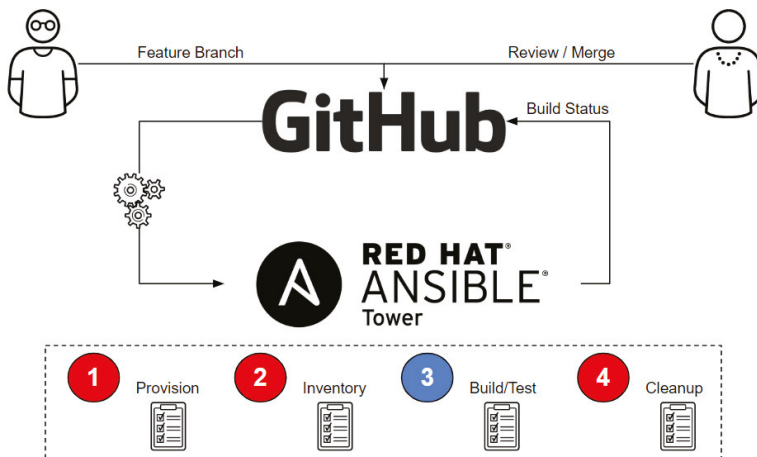 Feature Branch
Review / Merge
GitHub
Build Status
RED HAT®
ANSIBLE®
Tower
1
Provision
2
Inventory
3
Build/Test
4
Cleanup